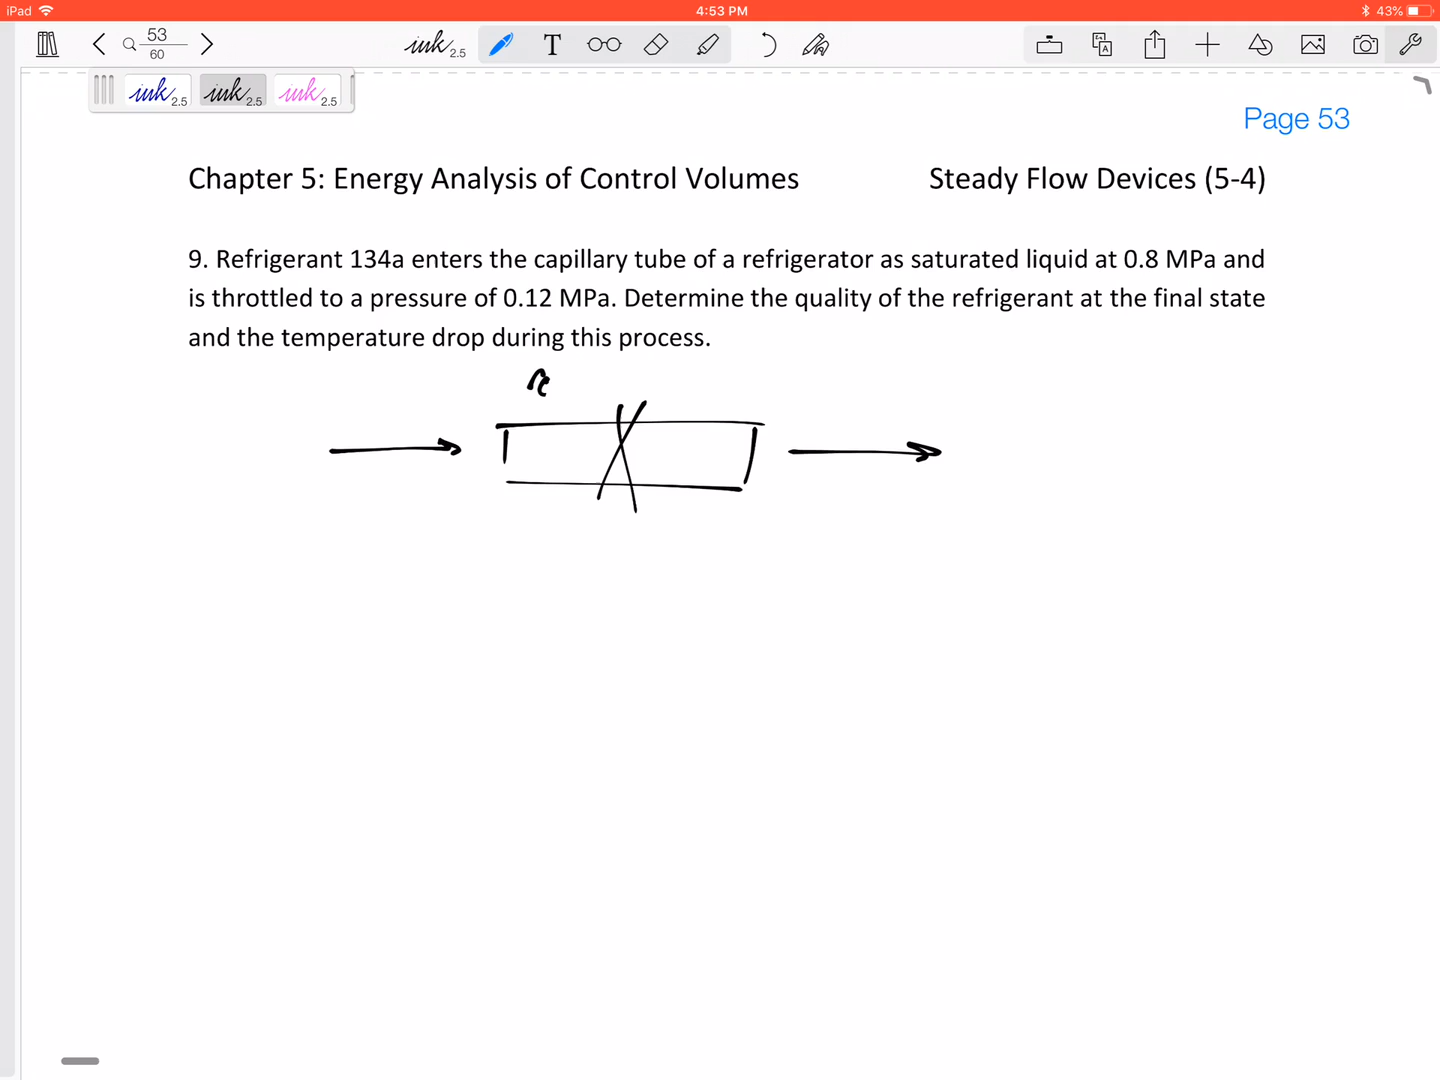 iPad 4:53 PM 43%
53
60
ink 2.5 T
ink 2.5 ink 2.5 ink 2.5
Page 53
Chapter 5: Energy Analysis of Control Volumes Steady Flow Devices (5-4)
9. Refrigerant 134a enters the capillary tube of a refrigerator as saturated liquid at 0.8 MPa and
is throttled to a pressure of 0.12 MPa. Determine the quality of the refrigerant at the final state
and the temperature drop during this process.